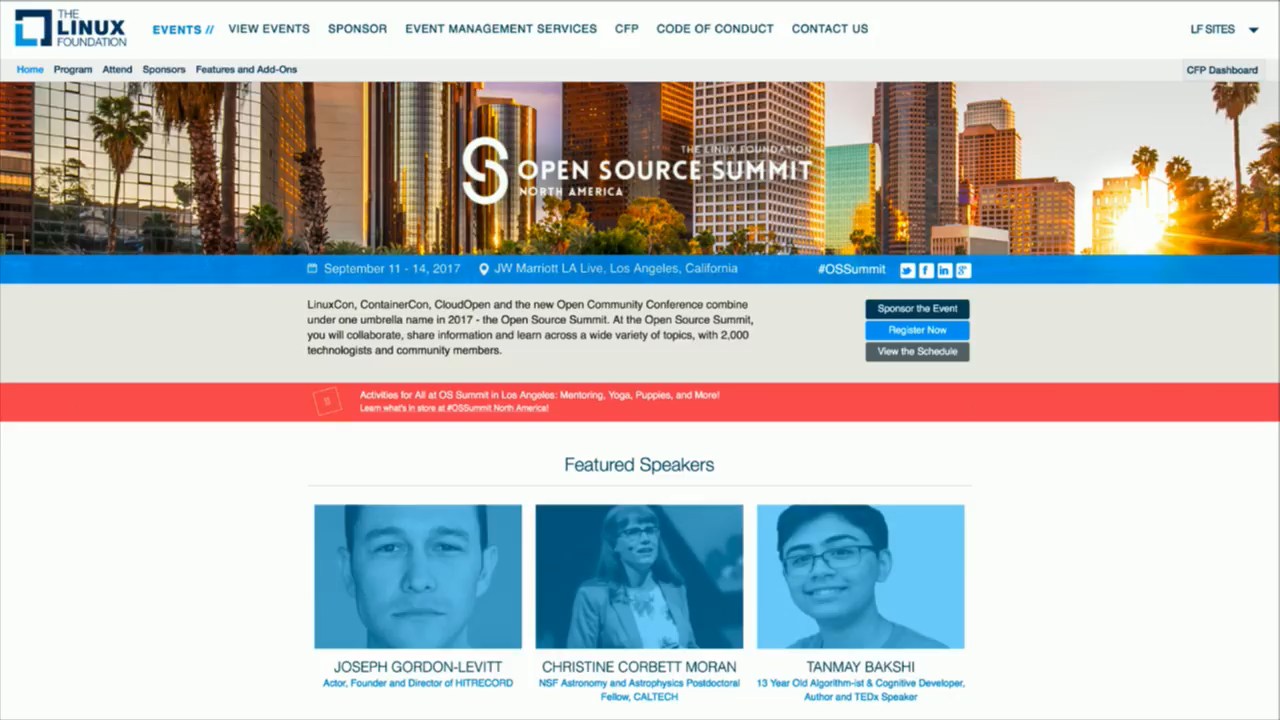 THE
LINUX
FOUNDATION
EVENTS //
VIEW EVENTS
SPONSOR
EVENT MANAGEMENT SERVICES
CFP
CODE OF CONDUCT
CONTACT US
LF SITES
Home
Program
Attend
Sponsors
Features and Add-Ons
CFP Dashboard
THE LINUX FOUNDATION
OPEN SOURCE SUMMIT
NORTH AMERICA
September 11 - 14, 2017
JW Marriott LA Live, Los Angeles, California
#OSSummit
LinuxCon, ContainerCon, CloudOpen and the new Open Community Conference combine
under one umbrella name in 2017 - the Open Source Summit. At the Open Source Summit,
you will collaborate, share information and learn across a wide variety of topics, with 2,000
technologists and community members.
Sponsor the Event
Register Now
View the Schedule
Activities for All at OS Summit in Los Angeles: Mentoring, Yoga, Puppies, and More!
Learn what's in store at #OSSummit North America!
Featured Speakers
JOSEPH GORDON-LEVITT
Actor, Founder and Director of HITRECORD
CHRISTINE CORBETT MORAN
NSF Astronomy and Astrophysics Postdoctoral
Fellow, CALTECH
TANMAY BAKSHI
13 Year Old Algorithm-ist & Cognitive Developer,
Author and TEDx Speaker